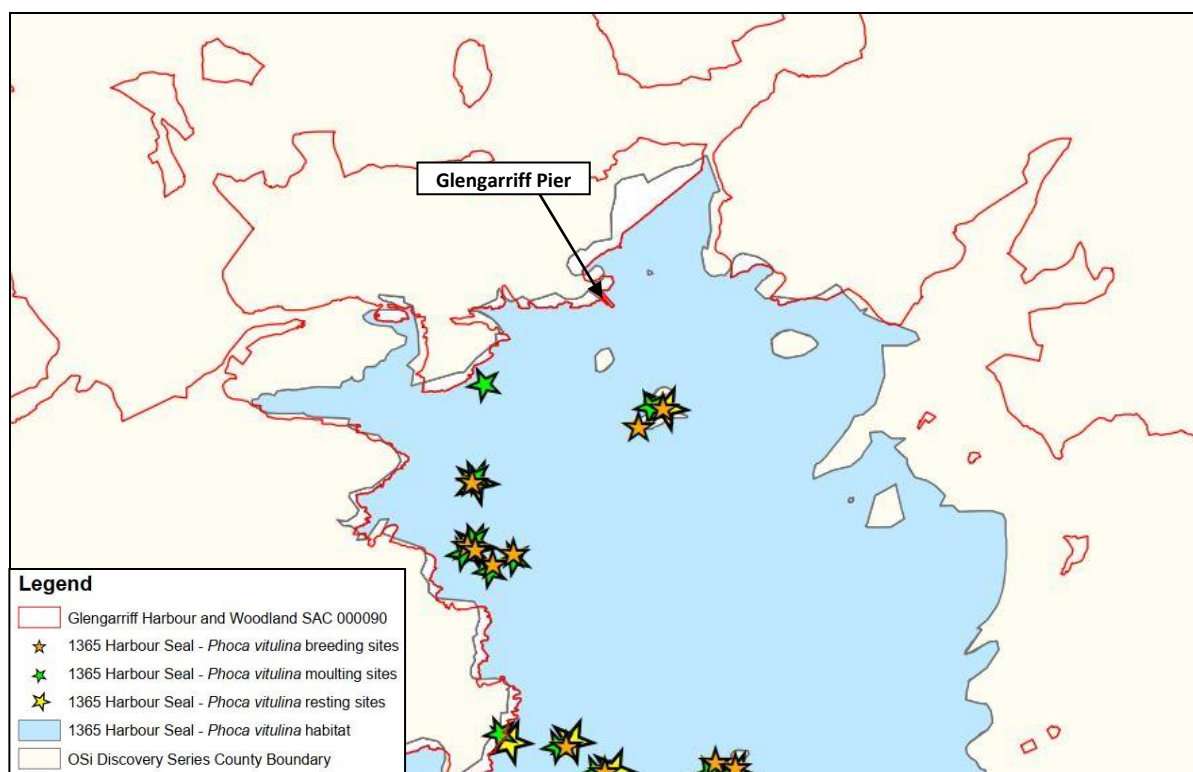 Glengarriff Pier
Legend
Glengarriff Harbour and Woodland SAC 000090
1365 Harbour Seal - Phoca vitulina breeding sites
1365 Harbour Seal - Phoca vitulina moulting sites
1365 Harbour Seal - Phoca vitulina resting sites
1365 Harbour Seal - Phoca vitulina habitat
OSi Discovery Series County Boundary